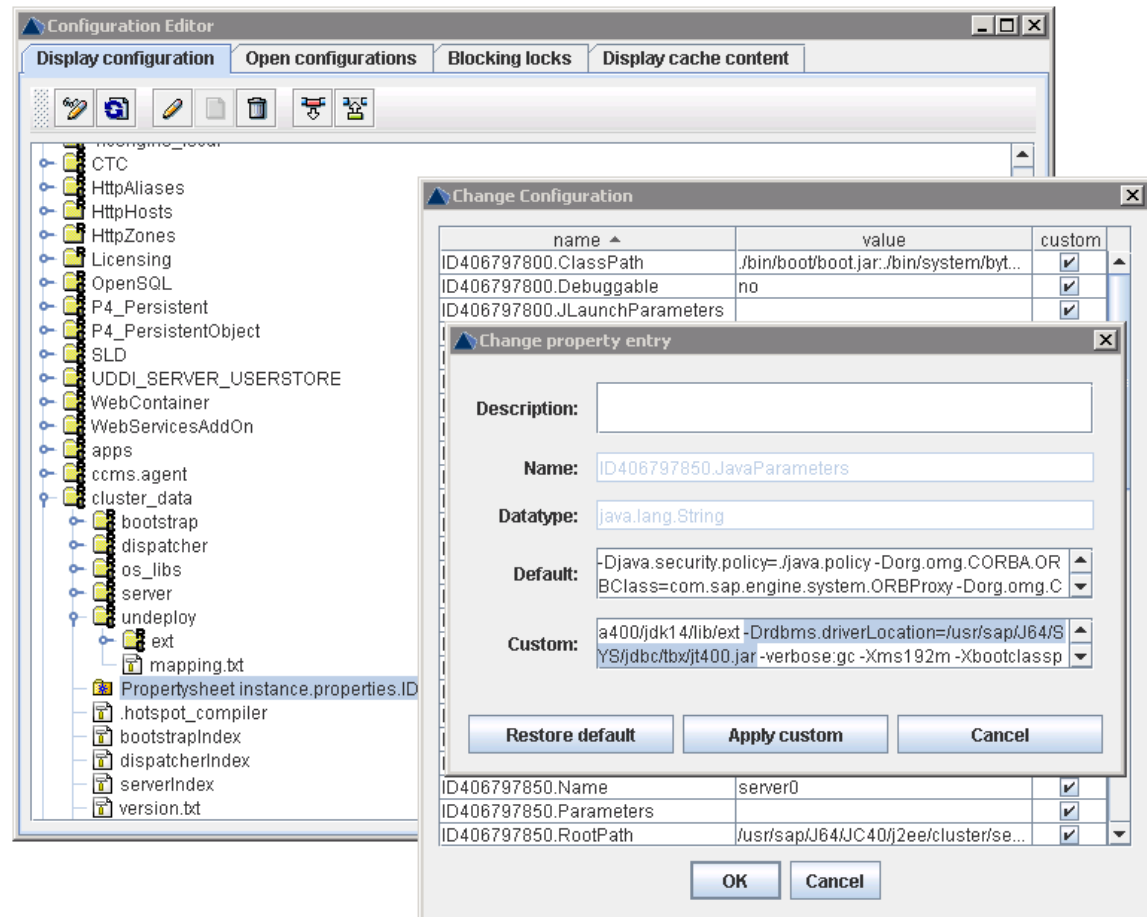 Configuration Editor
Display configuration Open configurations Blocking locks Display cache content
CTC
HttpAliases
HttpHosts
HttpZones
Licensing
OpenSQL
P4_Persistent
P4_PersistentObject
SLD
UDDI_SERVER_USERSTORE
WebContainer
WebServicesAddOn
apps
ccms.agent
cluster_data
bootstrap
dispatcher
os_libs
server
undeploy
ext
mapping.txt
Propertysheet instance.properties.ID
.hotspot_compiler
bootstrapIndex
dispatcherIndex
serverIndex
version.txt
Change Configuration
name value custom
ID406797800.ClassPath ./bin/boot/boot.jar:./bin/system/byt...
ID406797800.Debuggable no
ID406797800.JLaunchParameters
Change property entry
Description:
Name: ID406797850.JavaParameters
Datatype: java.lang.String
Default: -Djava.security.policy=./java.policy -Dorg.omg.CORBA.OR
BClass=com.sap.engine.system.ORBProxy -Dorg.omg.C
Custom: a400/jdk14/lib/ext -Drdbms.driverLocation=/usr/sap/J64/S
YS/jdbc/tbx/jt400.jar -verbose:gc -Xms192m -Xbootclassp
Restore default Apply custom Cancel
ID406797850.Name server0
ID406797850.Parameters
ID406797850.RootPath /usr/sap/J64/JC40/j2ee/cluster/se...
OK Cancel